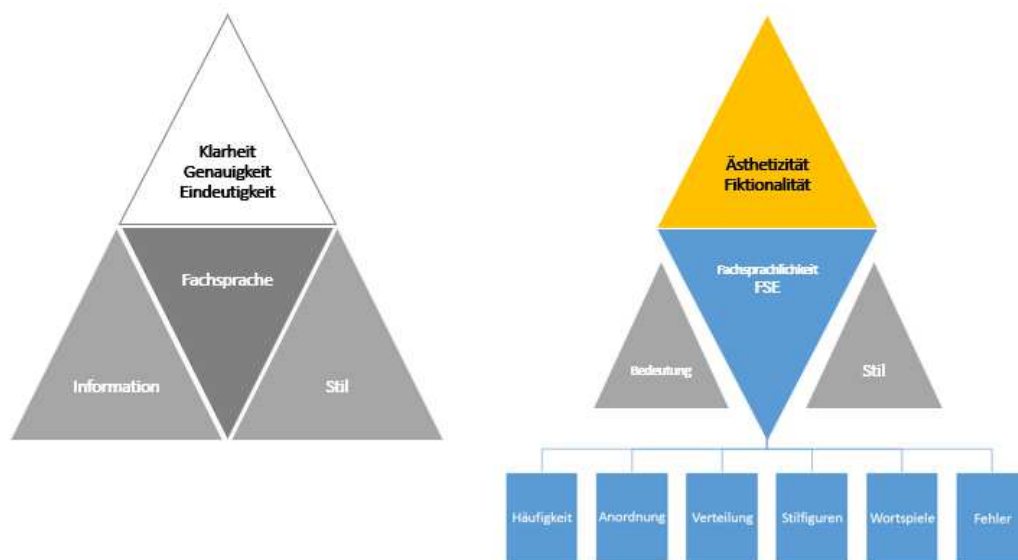 Klarheit
Genauigkeit
Eindeutigkeit
Fachsprache
Information
Stil
Ästhetizität
Fiktionalität
Fachsprachlichkeit
FSE
Bedeutung
Stil
Häufigkeit
Anordnung
Verteilung
Stilfiguren
Wortspiele
Fehler